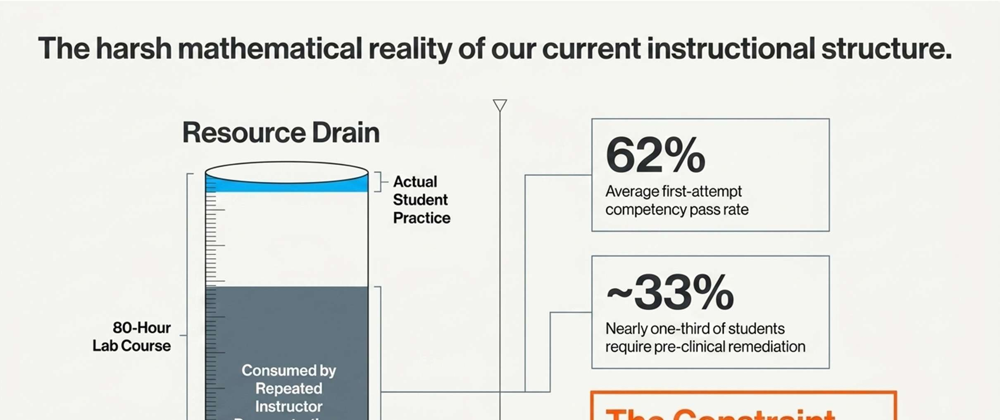 The harsh mathematical reality of our current instructional structure.
Resource Drain
Actual
Student
Practice
80-Hour
Lab Course
Consumed by
Repeated
Instructor
62%
Average first-attempt
competency pass rate
~33%
Nearly one-third of students
require pre-clinical remediation
The Constraint